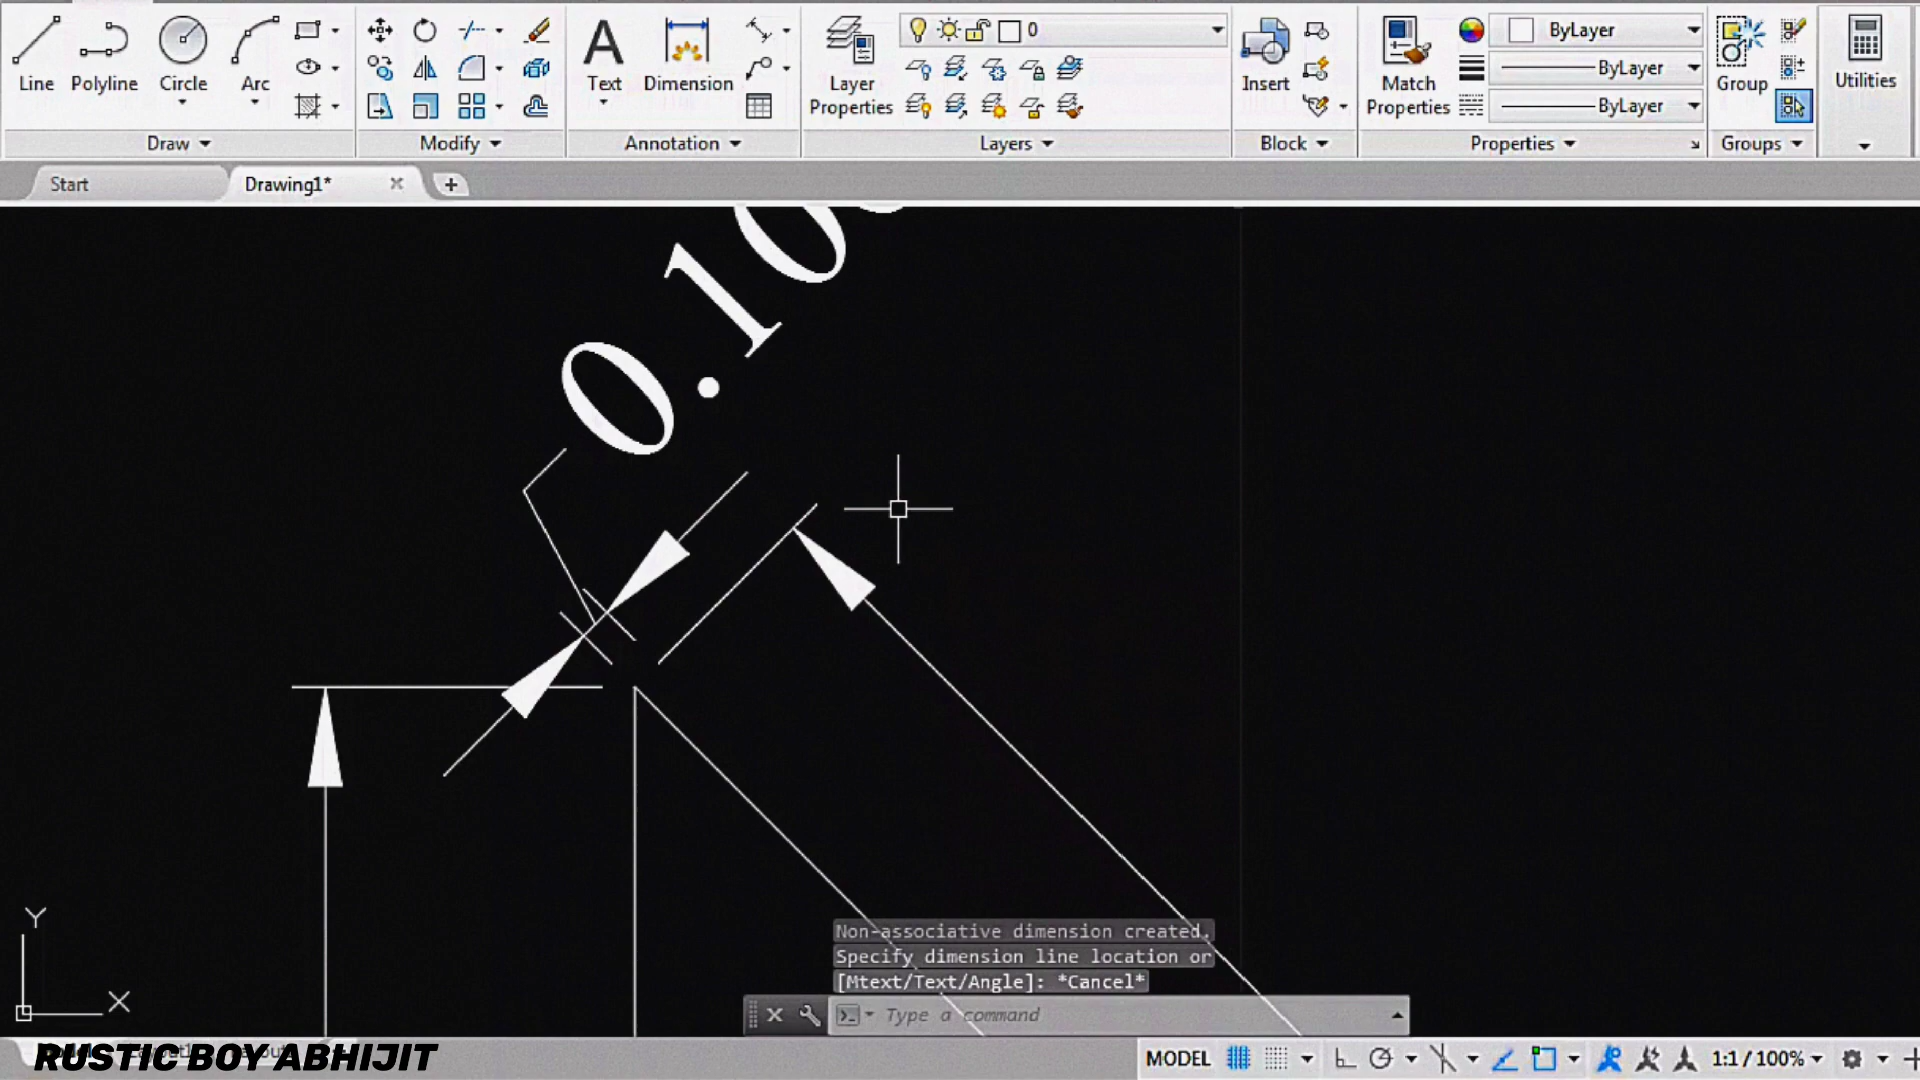 Line
Polyline
Circle
Arc
Draw
Modify
A
Text
Dimension
Annotation
Layer
Properties
0
Layers
Insert
Block
Match
Properties
ByLayer
ByLayer
ByLayer
Properties
Group
Groups
Utilities
Start
Drawing1*
0.10
Y
X
Non-associative dimension created.
Specify dimension line location or
[Mtext/Text/Angle]: *Cancel*
Type a command
RUSTIC BOY ABHIJIT
MODEL
1:1 / 100%